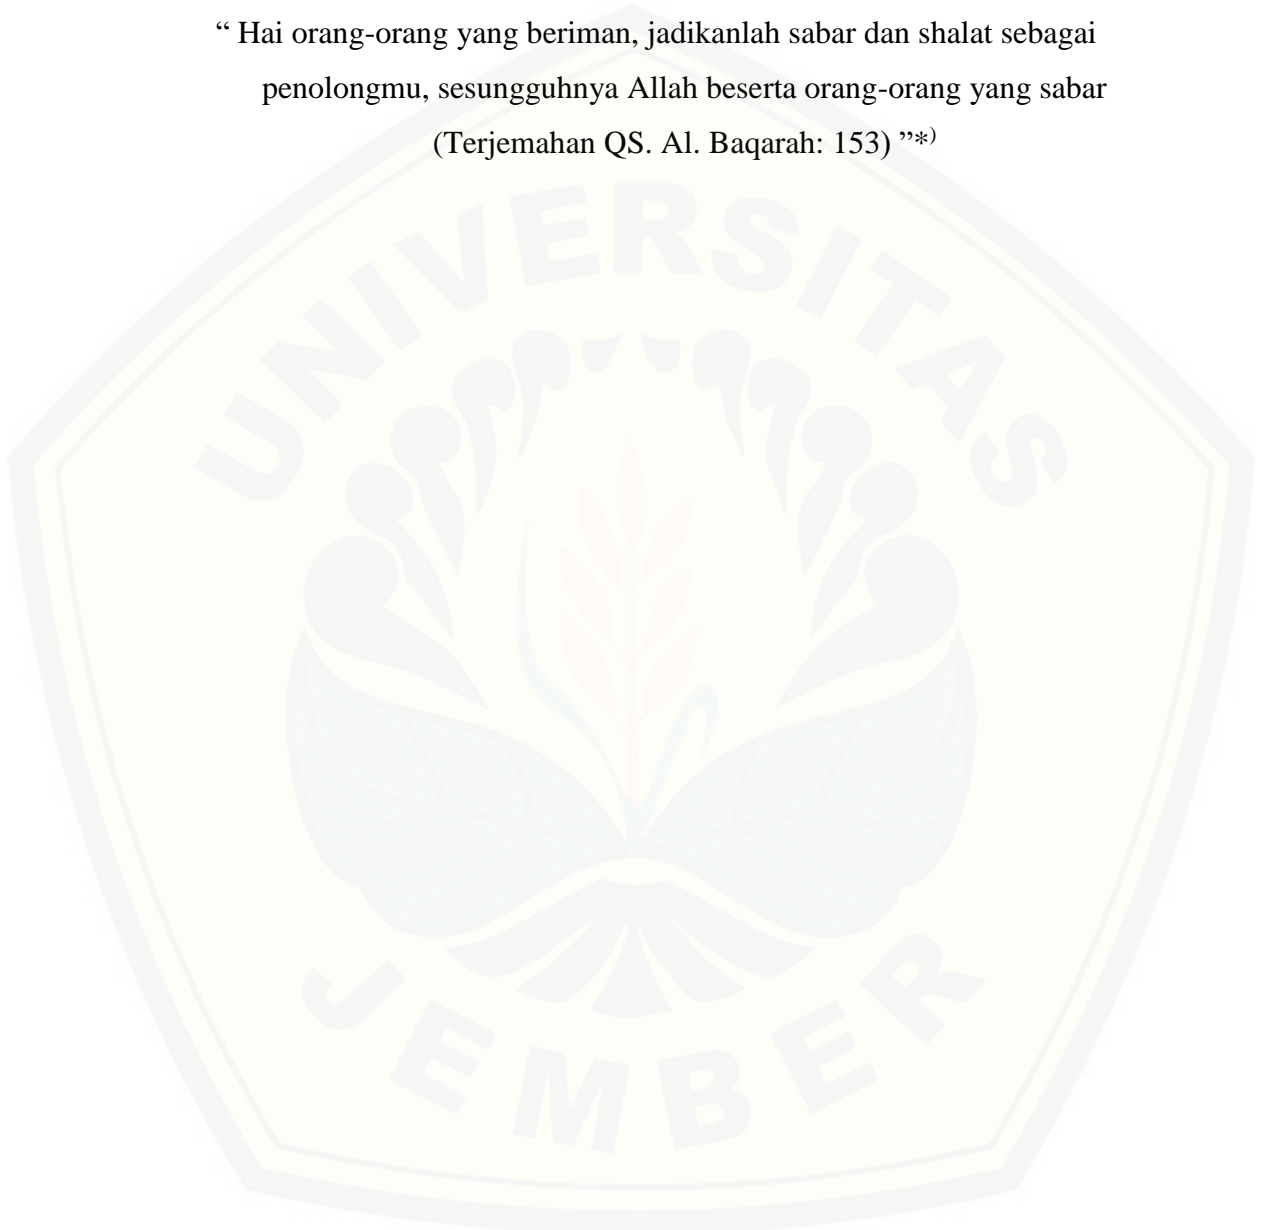 “ Hai orang-orang yang beriman, jadikanlah sabar dan shalat sebagai
penolongmu, sesungguhnya Allah beserta orang-orang yang sabar
(Terjemahan QS. Al. Baqarah: 153) ”*)
UNIVERSITAS
JEMBER